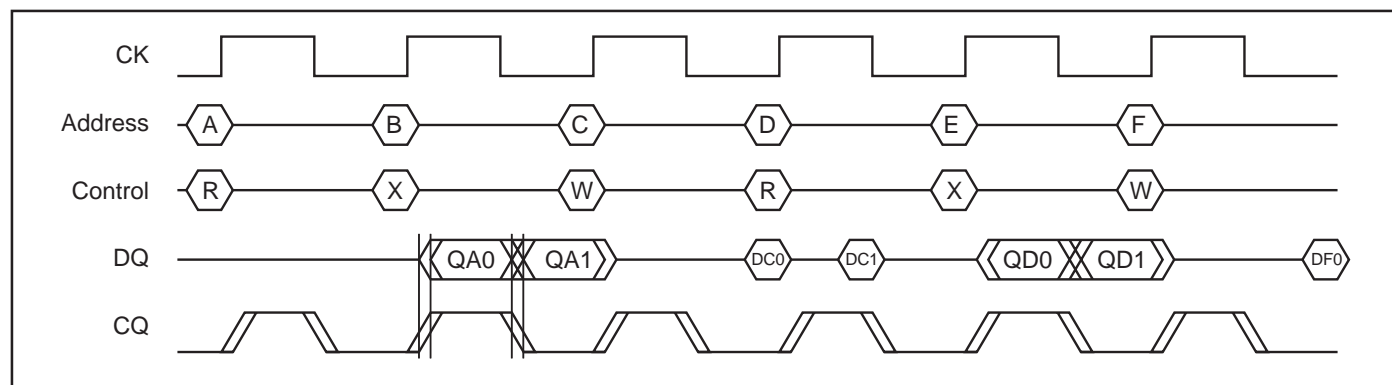 CK
Address A B C D E F
Control R X W R X W
DQ QA0 QA1 DC0 DC1 QD0 QD1 DF0
CQ